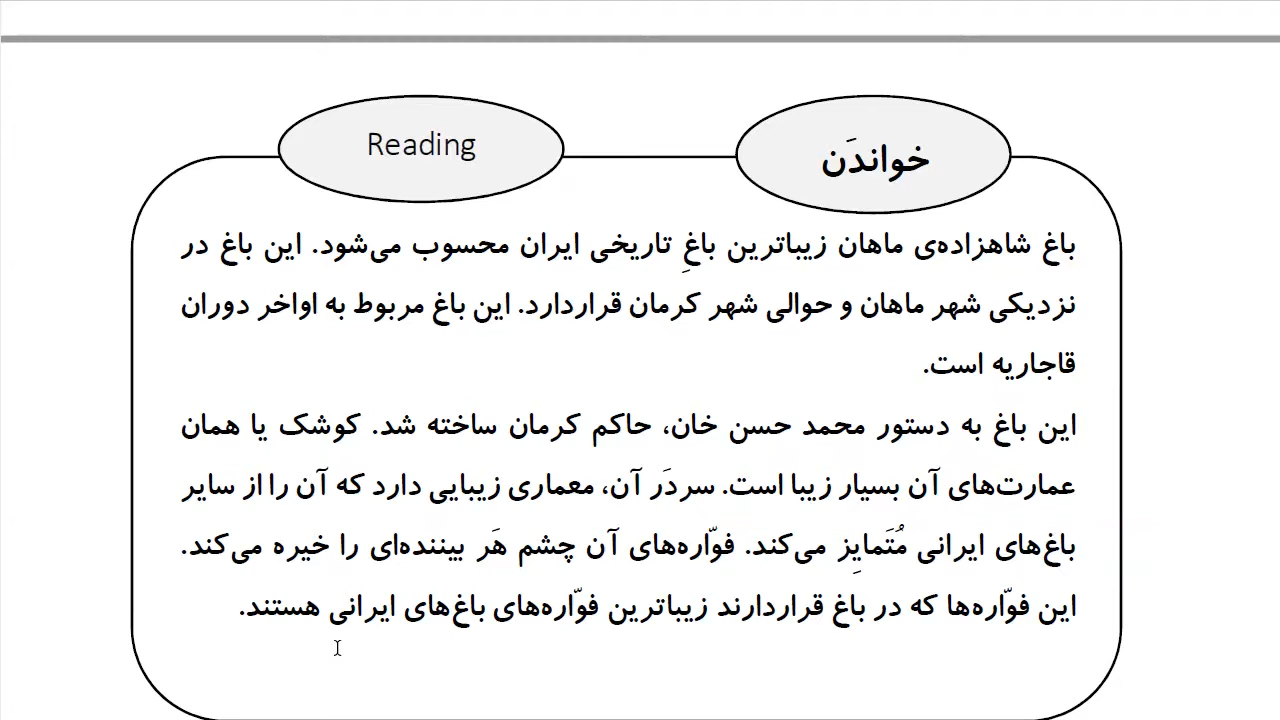 Reading
خواندَن
باغ شاهزاده‌ی ماهان زیباترین باغِ تاریخی ایران محسوب می‌شود. این باغ در
نزدیکی شهر ماهان و حوالی شهر کرمان قراردارد. این باغ مربوط به اواخر دوران
قاجاریه است.
این باغ به دستور محمد حسن خان، حاکم کرمان ساخته شد. کوشک یا همان
عمارت‌های آن بسیار زیبا است. سردَر آن، معماری زیبایی دارد که آن را از سایر
باغ‌های ایرانی مُتَمایِز می‌کند. فوّاره‌های آن چشم هَر بیننده‌ای را خیره می‌کند.
این فوّاره‌ها که در باغ قراردارند زیباترین فوّاره‌های باغ‌های ایرانی هستند.